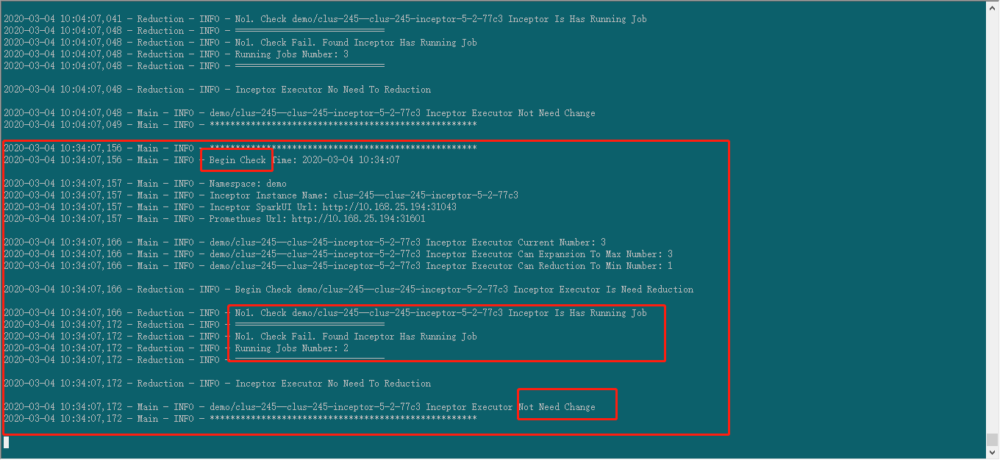 2020-03-04 10:04:07,041 - Reduction - INFO - No1. Check demo/clus-245--clus-245-inceptor-5-2-77c3 Inceptor Is Has Running Job
2020-03-04 10:04:07,048 - Reduction - INFO - =============================
2020-03-04 10:04:07,048 - Reduction - INFO - No1. Check Fail. Found Inceptor Has Running Job
2020-03-04 10:04:07,048 - Reduction - INFO - Running Jobs Number: 3
2020-03-04 10:04:07,048 - Reduction - INFO - =============================
2020-03-04 10:04:07,048 - Reduction - INFO - Inceptor Executor No Need To Reduction
2020-03-04 10:04:07,048 - Main - INFO - demo/clus-245--clus-245-inceptor-5-2-77c3 Inceptor Executor Not Need Change
2020-03-04 10:04:07,049 - Main - INFO - ****************************************************
2020-03-04 10:34:07,156 - Main - INFO - ****************************************************
2020-03-04 10:34:07,156 - Main - INFO - Begin Check Time: 2020-03-04 10:34:07
2020-03-04 10:34:07,157 - Main - INFO - Namespace: demo
2020-03-04 10:34:07,157 - Main - INFO - Inceptor Instance Name: clus-245--clus-245-inceptor-5-2-77c3
2020-03-04 10:34:07,157 - Main - INFO - Inceptor SparkUI Url: http://10.168.25.194:31043
2020-03-04 10:34:07,157 - Main - INFO - Promethues Url: http://10.168.25.194:31601
2020-03-04 10:34:07,166 - Main - INFO - demo/clus-245--clus-245-inceptor-5-2-77c3 Inceptor Executor Current Number: 3
2020-03-04 10:34:07,166 - Main - INFO - demo/clus-245--clus-245-inceptor-5-2-77c3 Inceptor Executor Can Expansion To Max Number: 3
2020-03-04 10:34:07,166 - Main - INFO - demo/clus-245--clus-245-inceptor-5-2-77c3 Inceptor Executor Can Reduction To Min Number: 1
2020-03-04 10:34:07,166 - Reduction - INFO - Begin Check demo/clus-245--clus-245-inceptor-5-2-77c3 Inceptor Executor Is Need Reduction
2020-03-04 10:34:07,166 - Reduction - INFO - No1. Check demo/clus-245--clus-245-inceptor-5-2-77c3 Inceptor Is Has Running Job
2020-03-04 10:34:07,172 - Reduction - INFO - =============================
2020-03-04 10:34:07,172 - Reduction - INFO - No1. Check Fail. Found Inceptor Has Running Job
2020-03-04 10:34:07,172 - Reduction - INFO - Running Jobs Number: 2
2020-03-04 10:34:07,172 - Reduction - INFO - =============================
2020-03-04 10:34:07,172 - Reduction - INFO - Inceptor Executor No Need To Reduction
2020-03-04 10:34:07,172 - Main - INFO - demo/clus-245--clus-245-inceptor-5-2-77c3 Inceptor Executor Not Need Change
2020-03-04 10:34:07,172 - Main - INFO - ****************************************************